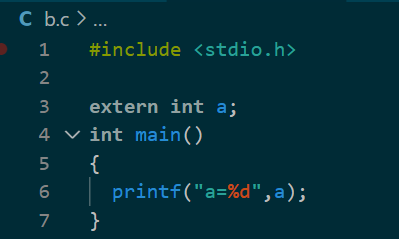 C b.c > ...
1 #include <stdio.h>
2
3 extern int a;
4 int main()
5 {
6 printf("a=%d",a);
7 }